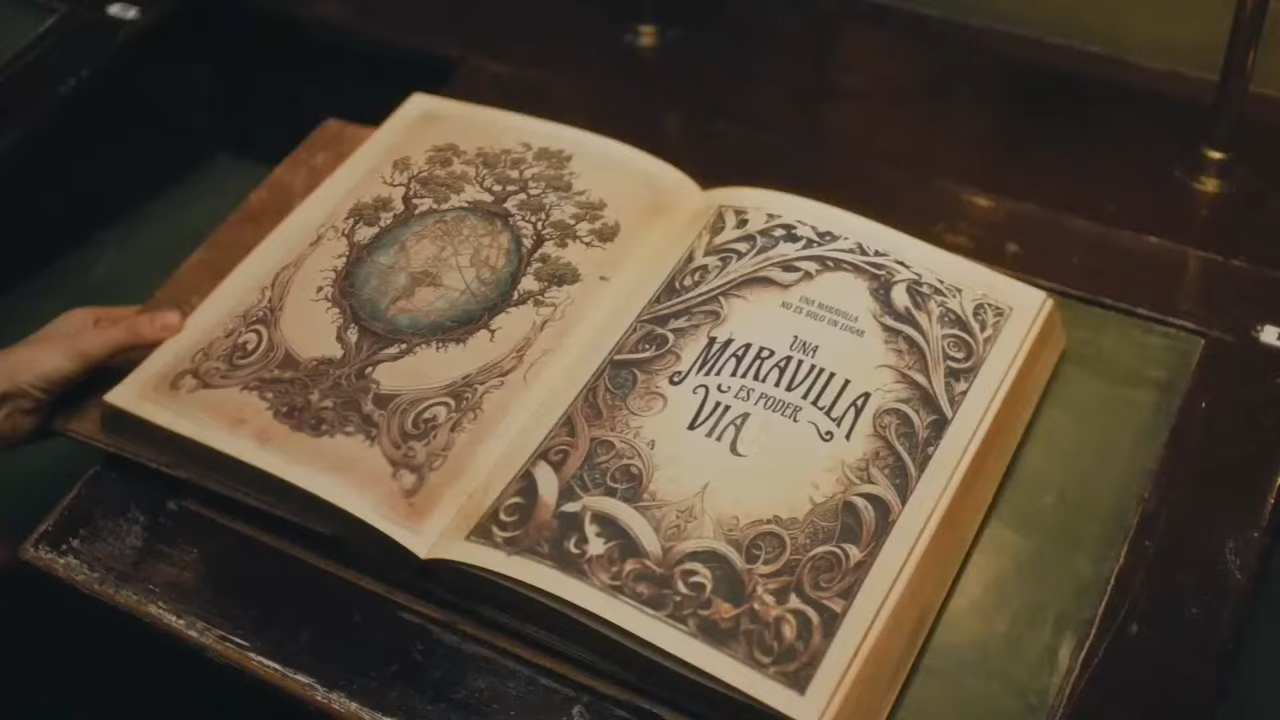 UNA MARAVILLA
NO ES SOLO UN LUGAR
UNA
MARAVILLA
ES PODER
VIA